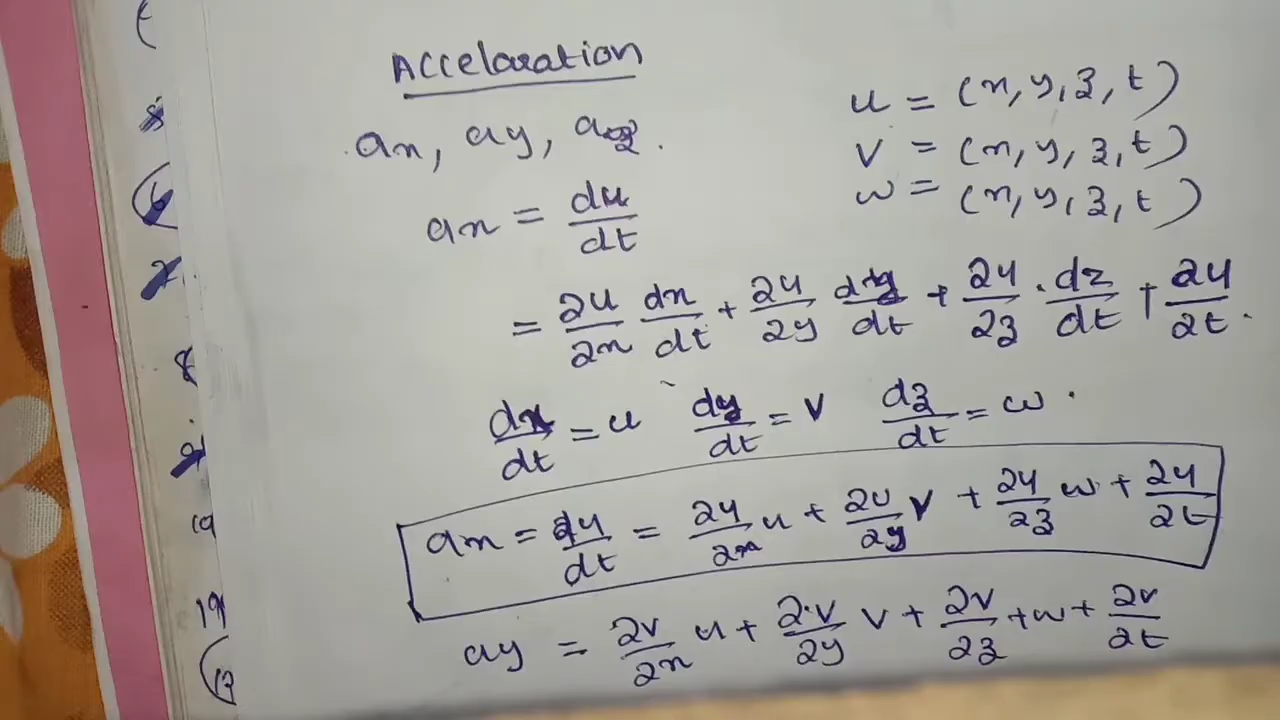 Accelaration
ax, ay, az.
u = (x, y, z, t)
v = (x, y, z, t)
w = (x, y, z, t)
ax = du/dt
= ∂u/∂x dx/dt + ∂u/∂y dy/dt + ∂u/∂z . dz/dt + ∂u/∂t.
dx/dt = u dy/dt = v dz/dt = w .
ax = du/dt = ∂u/∂x u + ∂u/∂y v + ∂u/∂z w + ∂u/∂t
ay = ∂v/∂x u + ∂v/∂y v + ∂v/∂z + w + ∂v/∂t